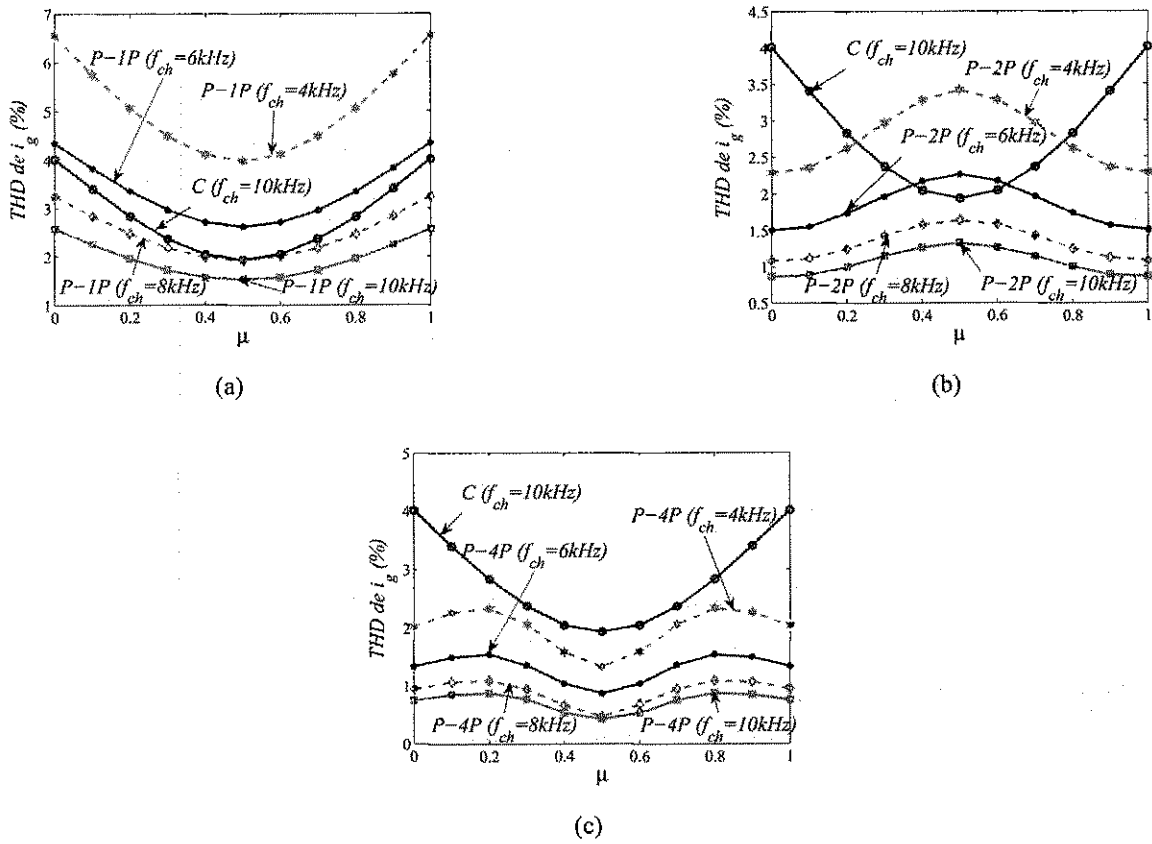 7
6
5
4
3
2
1
THD de i_g (%)
P−1P (f_ch=6kHz)
P−1P (f_ch=4kHz)
C (f_ch=10kHz)
P−1P (f_ch=8kHz)
P−1P (f_ch=10kHz)
0 0.2 0.4 0.6 0.8 1
μ
(a)
4.5
4
3.5
3
2.5
2
1.5
1
0.5
THD de i_g (%)
C (f_ch=10kHz)
P−2P (f_ch=4kHz)
P−2P (f_ch=6kHz)
P−2P (f_ch=8kHz)
P−2P (f_ch=10kHz)
0 0.2 0.4 0.6 0.8 1
μ
(b)
5
4
3
2
1
0
THD de i_g (%)
C (f_ch=10kHz)
P−4P (f_ch=4kHz)
P−4P (f_ch=6kHz)
P−4P (f_ch=8kHz)
P−4P (f_ch=10kHz)
0 0.2 0.4 0.6 0.8 1
μ
(c)